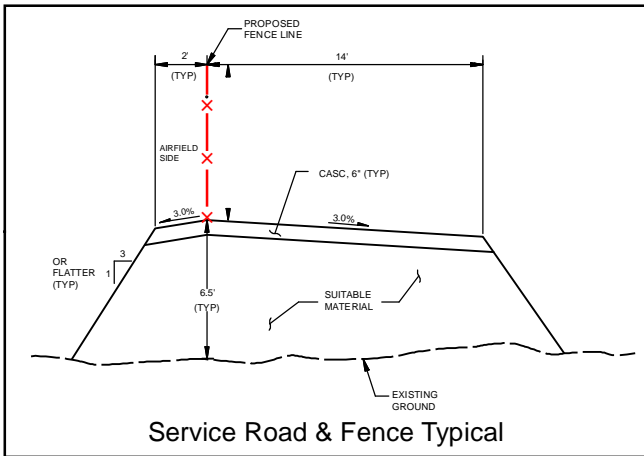 PROPOSED
FENCE LINE
2'
(TYP)
14'
(TYP)
AIRFIELD
SIDE
CASC, 6" (TYP)
3.0%
3.0%
OR
FLATTER
(TYP)
3
1
6.5'
(TYP)
SUITABLE
MATERIAL
EXISTING
GROUND
Service Road & Fence Typical